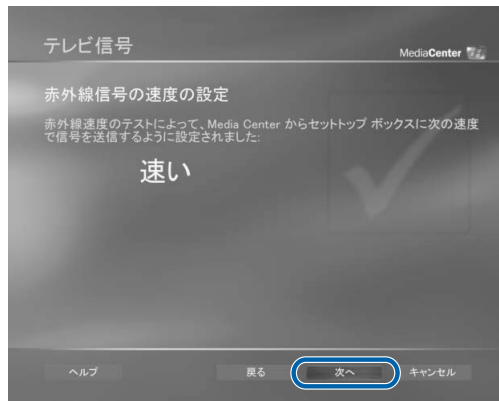 テレビ信号
MediaCenter
赤外線信号の速度の設定
赤外線速度のテストによって、Media Center からセットトップ ボックスに次の速度
で信号を送信するように設定されました:
速い
ヘルプ
戻る
次へ
キャンセル